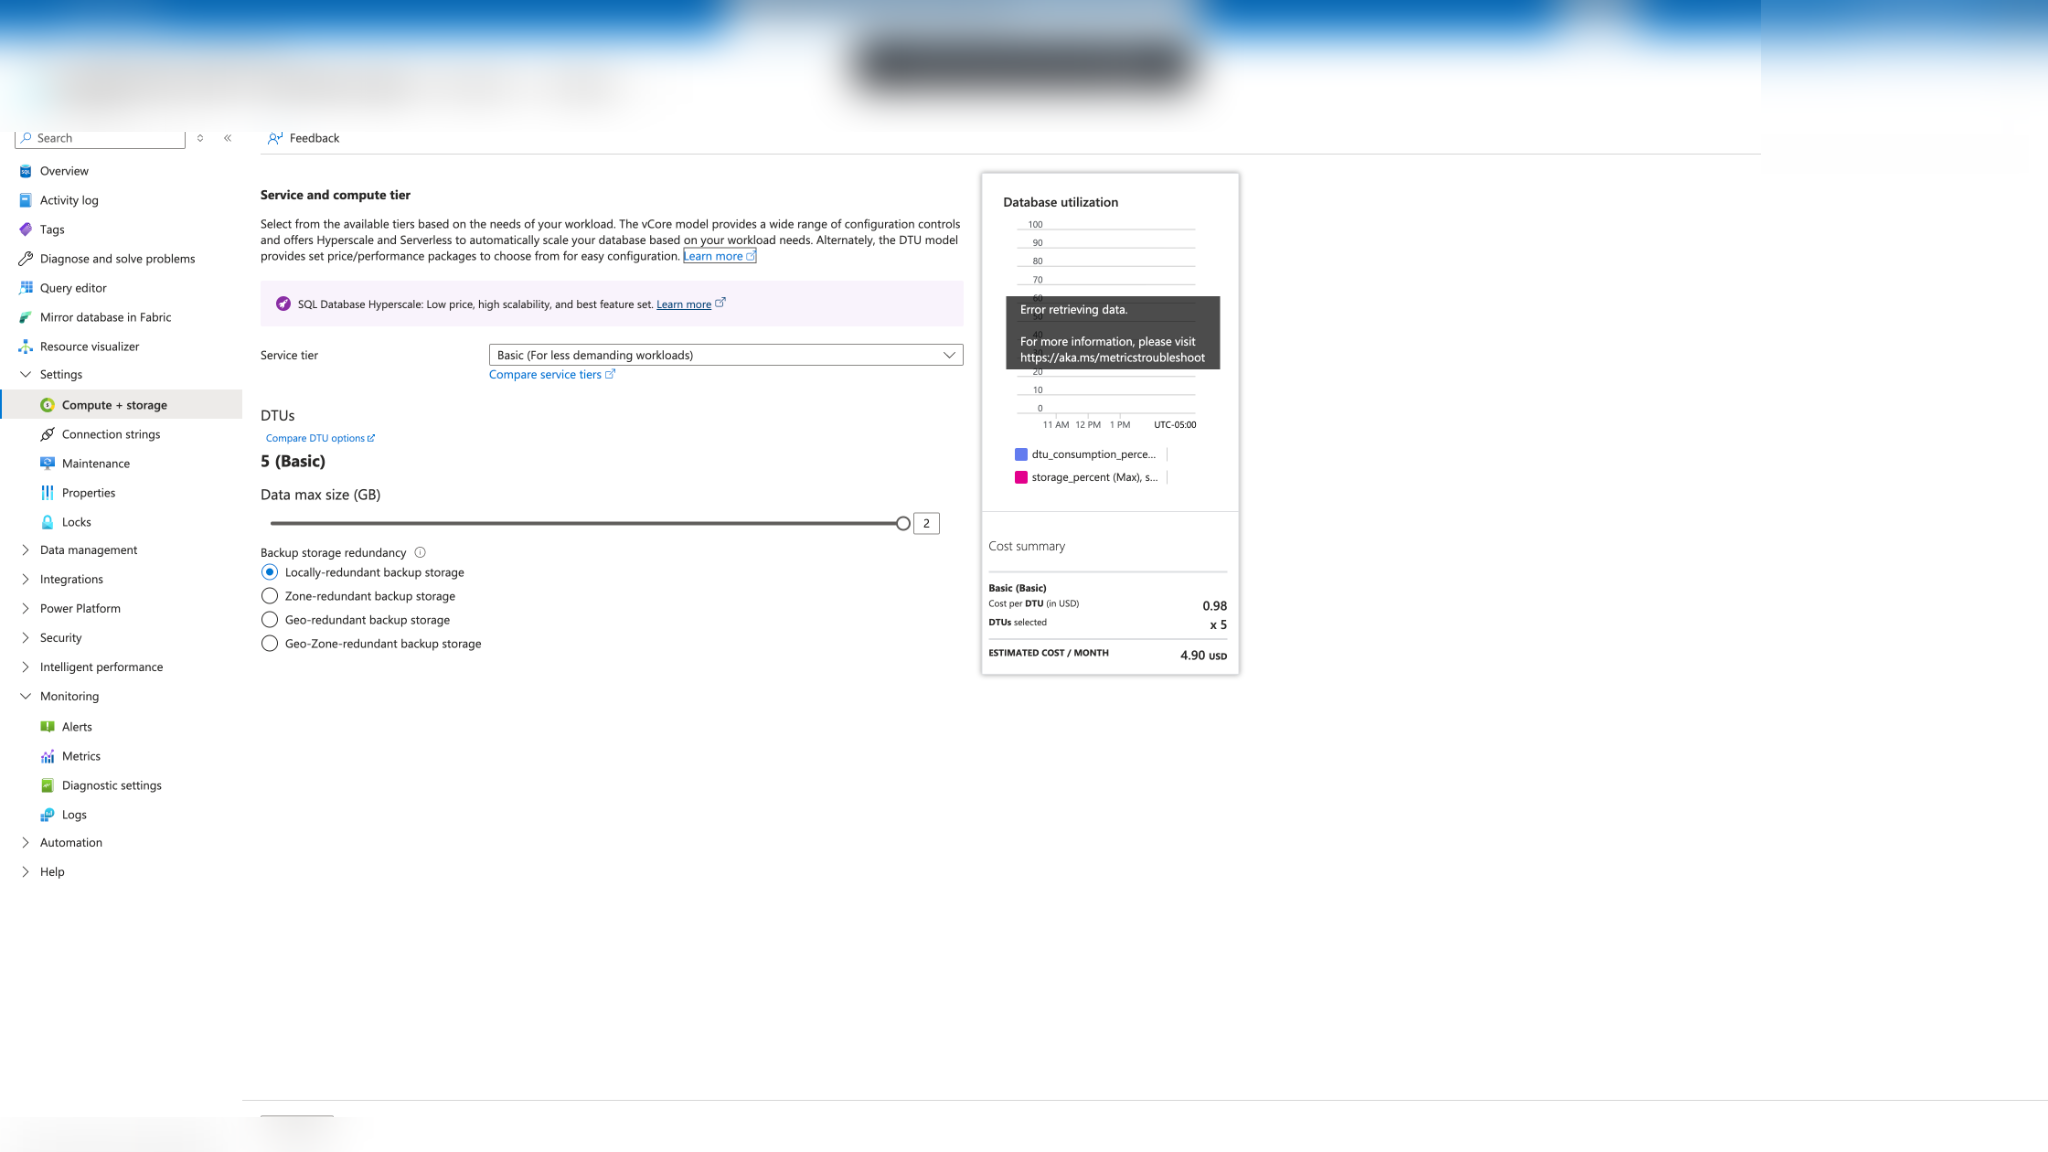 Search
Feedback
Overview
Activity log
Tags
Diagnose and solve problems
Query editor
Mirror database in Fabric
Resource visualizer
Settings
Compute + storage
Connection strings
Maintenance
Properties
Locks
Data management
Integrations
Power Platform
Security
Intelligent performance
Monitoring
Alerts
Metrics
Diagnostic settings
Logs
Automation
Help
Service and compute tier
Select from the available tiers based on the needs of your workload. The vCore model provides a wide range of configuration controls
and offers Hyperscale and Serverless to automatically scale your database based on your workload needs. Alternately, the DTU model
provides set price/performance packages to choose from for easy configuration. Learn more
SQL Database Hyperscale: Low price, high scalability, and best feature set. Learn more
Service tier
Basic (For less demanding workloads)
Compare service tiers
DTUs
Compare DTU options
5 (Basic)
Data max size (GB)
2
Backup storage redundancy
Locally-redundant backup storage
Zone-redundant backup storage
Geo-redundant backup storage
Geo-Zone-redundant backup storage
Database utilization
100
90
80
70
60
Error retrieving data.
50
40
For more information, please visit
https://aka.ms/metricstroubleshoot
20
10
0
11 AM 12 PM 1 PM UTC-05:00
dtu_consumption_perce...
storage_percent (Max), s...
Cost summary
Basic (Basic)
Cost per DTU (in USD) 0.98
DTUs selected x 5
ESTIMATED COST / MONTH 4.90 USD